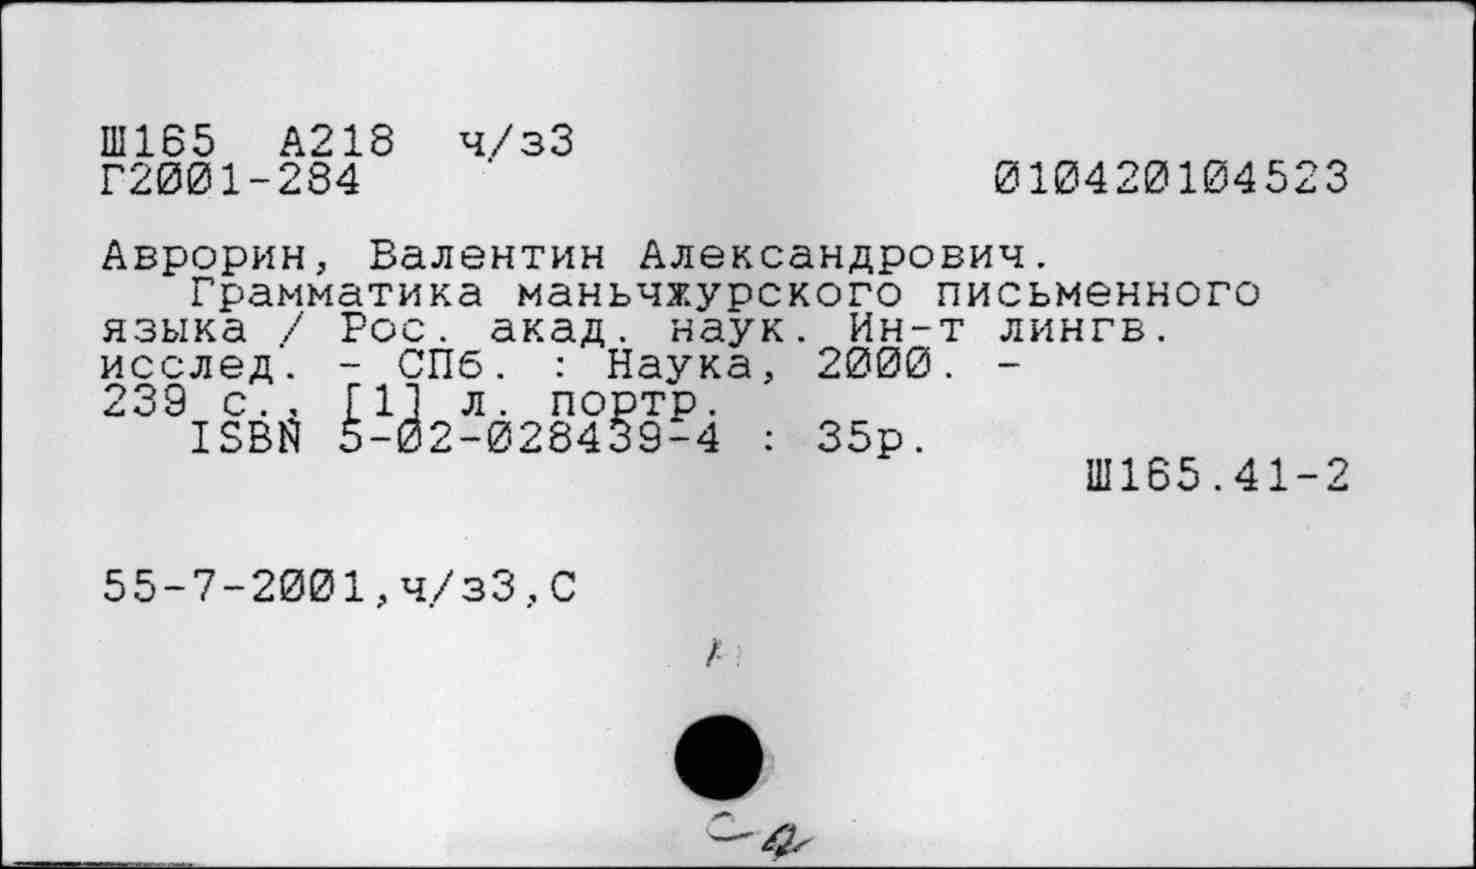 Ш165 А218 ч/з3
Г2001-284 010420104523
Аврорин, Валентин Александрович.
Грамматика маньчжурского письменного
языка / Рос. акад. наук. Ин-т лингв.
исслед. - СПб. : Наука, 2000. -
239 с., [1] л. портр.
ISBN 5-02-028439-4 : 35р.
Ш165.41-2
55-7-2001,ч/з3,С